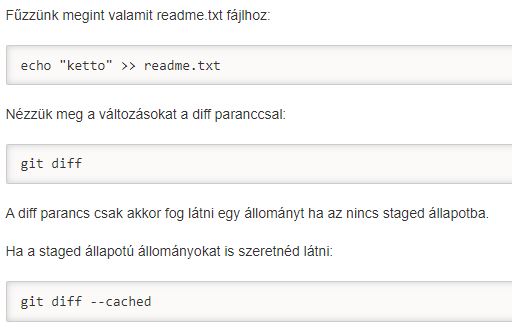 Fűzzünk megint valamit readme.txt fájlhoz:
echo "ketto" >> readme.txt
Nézzük meg a változásokat a diff paranccsal:
git diff
A diff parancs csak akkor fog látni egy állományt ha az nincs staged állapotba.
Ha a staged állapotú állományokat is szeretnéd látni:
git diff --cached